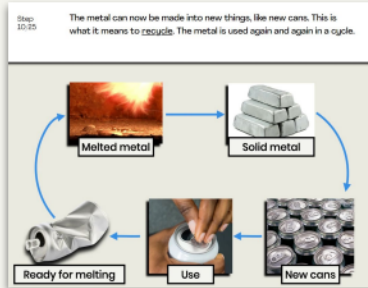 Step
10:25
The metal can now be made into new things, like new cans. This is
what it means to recycle. The metal is used again and again in a cycle.
Melted metal
Solid metal
Ready for melting
Use
New cans